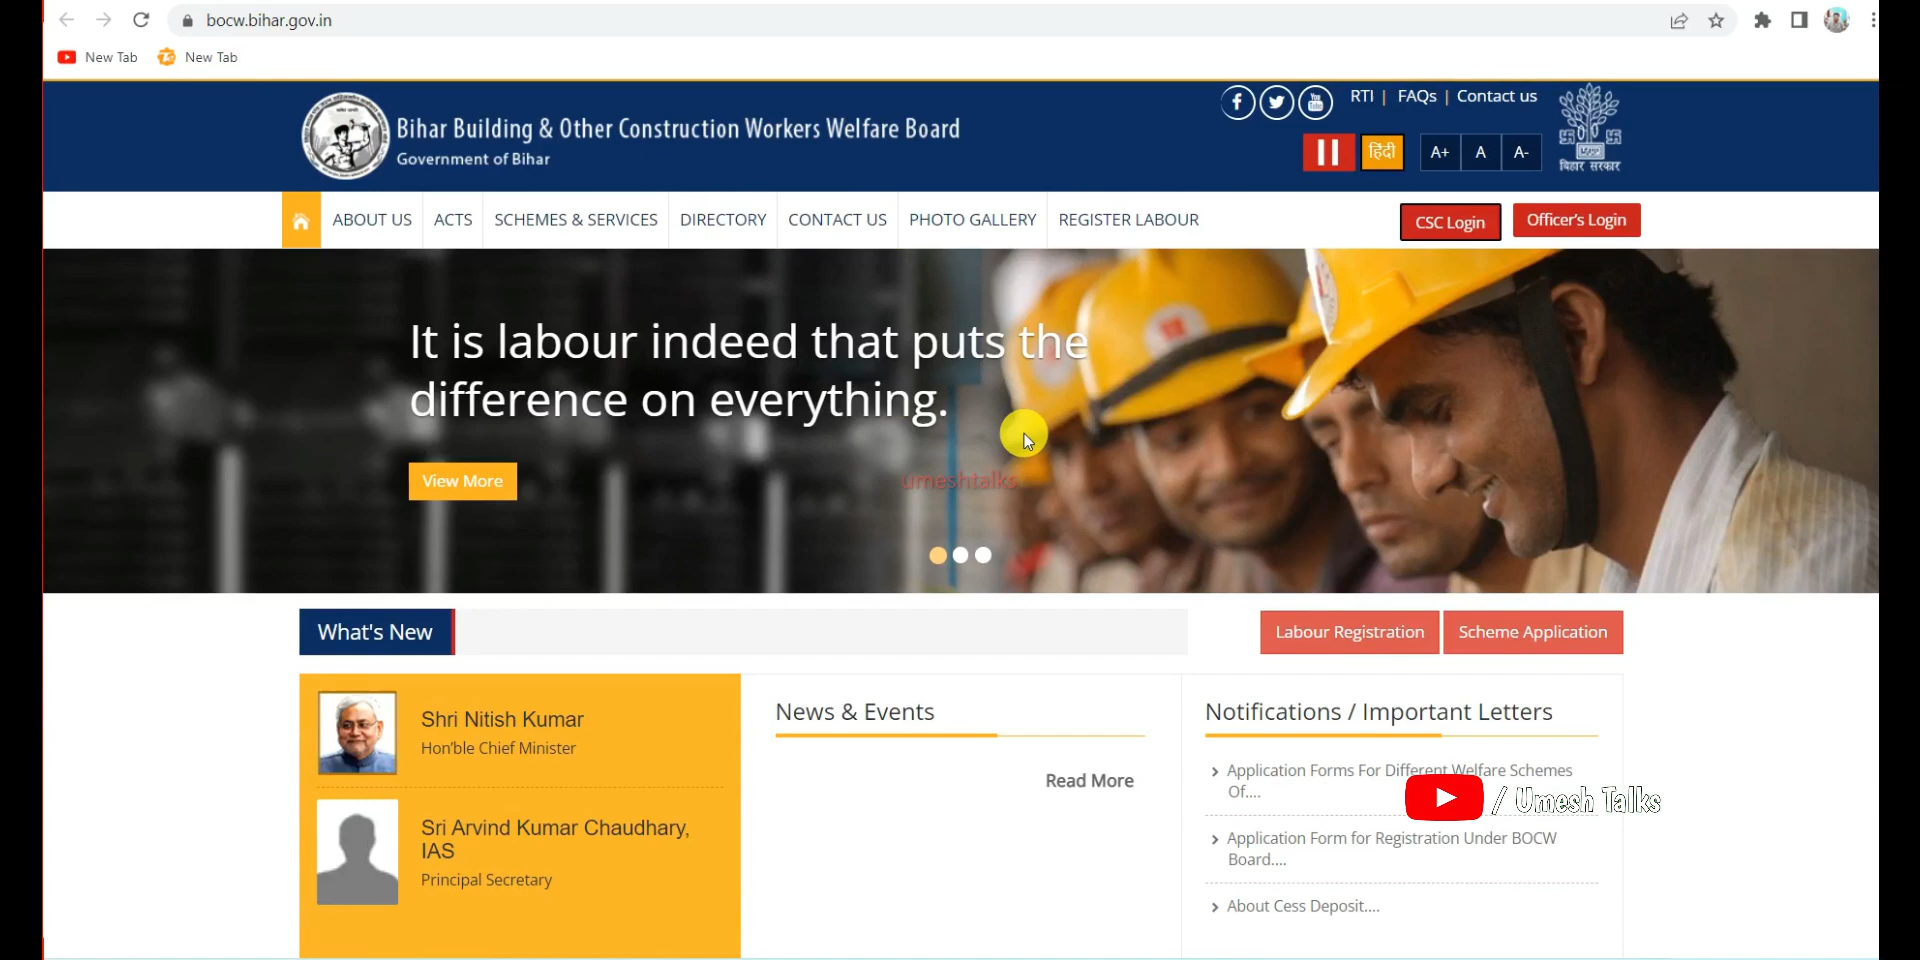 bocw.bihar.gov.in
New Tab
New Tab
Bihar Building & Other Construction Workers Welfare Board
Government of Bihar
RTI | FAQs | Contact us
हिंदी
A+ A A-
बिहार सरकार
ABOUT US
ACTS
SCHEMES & SERVICES
DIRECTORY
CONTACT US
PHOTO GALLERY
REGISTER LABOUR
CSC Login
Officer's Login
It is labour indeed that puts the
difference on everything.
View More
umeshtalks
What's New
Labour Registration
Scheme Application
Shri Nitish Kumar
Hon'ble Chief Minister
Sri Arvind Kumar Chaudhary,
IAS
Principal Secretary
News & Events
Read More
Notifications / Important Letters
Application Forms For Different Welfare Schemes
Of....
/ Umesh Talks
Application Form for Registration Under BOCW
Board....
About Cess Deposit....